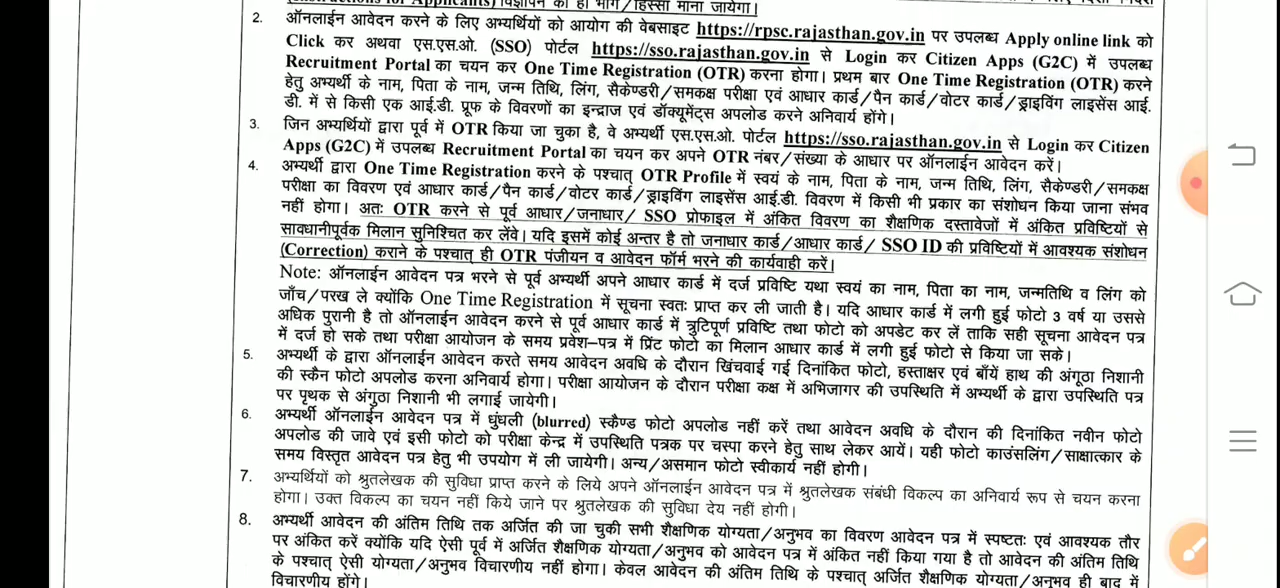 (Instructions for Applicants) विज्ञापन का ही भाग/हिस्सा माना जायेगा।
2. ऑनलाईन आवेदन करने के लिए अभ्यर्थियों को आयोग की वेबसाइट https://rpsc.rajasthan.gov.in पर उपलब्ध Apply online link को
Click कर अथवा एस.एस.ओ. (SSO) पोर्टल https://sso.rajasthan.gov.in से Login कर Citizen Apps (G2C) में उपलब्ध
Recruitment Portal का चयन कर One Time Registration (OTR) करना होगा। प्रथम बार One Time Registration (OTR) करने
हेतु अभ्यर्थी के नाम, पिता के नाम, जन्म तिथि, लिंग, सैकेण्डरी/समकक्ष परीक्षा एवं आधार कार्ड/पैन कार्ड/वोटर कार्ड/ड्राइविंग लाइसेंस आई.
डी. में से किसी एक आई.डी. प्रूफ के विवरणों का इन्द्राज एवं डॉक्यूमेंट्स अपलोड करने अनिवार्य होंगे।
3. जिन अभ्यर्थियों द्वारा पूर्व में OTR किया जा चुका है, वे अभ्यर्थी एस.एस.ओ. पोर्टल https://sso.rajasthan.gov.in से Login कर Citizen
Apps (G2C) में उपलब्ध Recruitment Portal का चयन कर अपने OTR नंबर/संख्या के आधार पर ऑनलाईन आवेदन करें।
4. अभ्यर्थी द्वारा One Time Registration करने के पश्चात् OTR Profile में स्वयं के नाम, पिता के नाम, जन्म तिथि, लिंग, सैकेण्डरी/समकक्ष
परीक्षा का विवरण एवं आधार कार्ड/पैन कार्ड/वोटर कार्ड/ड्राइविंग लाइसेंस आई.डी. विवरण में किसी भी प्रकार का संशोधन किया जाना संभव
नहीं होगा। अतः OTR करने से पूर्व आधार/जनाधार/ SSO प्रोफाइल में अंकित विवरण का शैक्षणिक दस्तावेजों में अंकित प्रविष्टियों से
सावधानीपूर्वक मिलान सुनिश्चित कर लेंवे। यदि इसमें कोई अन्तर है तो जनाधार कार्ड/आधार कार्ड/ SSO ID की प्रविष्टियों में आवश्यक संशोधन
(Correction) कराने के पश्चात् ही OTR पंजीयन व आवेदन फॉर्म भरने की कार्यवाही करें।
Note: ऑनलाईन आवेदन पत्र भरने से पूर्व अभ्यर्थी अपने आधार कार्ड में दर्ज प्रविष्टि यथा स्वयं का नाम, पिता का नाम, जन्मतिथि व लिंग को
जाँच/परख ले क्योंकि One Time Registration में सूचना स्वतः प्राप्त कर ली जाती है। यदि आधार कार्ड में लगी हुई फोटो 3 वर्ष या उससे
अधिक पुरानी है तो ऑनलाईन आवेदन करने से पूर्व आधार कार्ड में त्रुटिपूर्ण प्रविष्टि तथा फोटो को अपडेट कर लें ताकि सही सूचना आवेदन पत्र
में दर्ज हो सके तथा परीक्षा आयोजन के समय प्रवेश–पत्र में प्रिंट फोटो का मिलान आधार कार्ड में लगी हुई फोटो से किया जा सके।
5. अभ्यर्थी के द्वारा ऑनलाईन आवेदन करते समय आवेदन अवधि के दौरान खिंचवाई गई दिनांकित फोटो, हस्ताक्षर एवं बाँयें हाथ की अंगूठा निशानी
की स्कैन फोटो अपलोड करना अनिवार्य होगा। परीक्षा आयोजन के दौरान परीक्षा कक्ष में अभिजागर की उपस्थिति में अभ्यर्थी के द्वारा उपस्थिति पत्र
पर पृथक से अंगुठा निशानी भी लगाई जायेगी।
6. अभ्यर्थी ऑनलाईन आवेदन पत्र में धुंधली (blurred) स्कैण्ड फोटो अपलोड नहीं करें तथा आवेदन अवधि के दौरान की दिनांकित नवीन फोटो
अपलोड की जावे एवं इसी फोटो को परीक्षा केन्द्र में उपस्थिति पत्रक पर चस्पा करने हेतु साथ लेकर आयें। यही फोटो काउंसलिंग/साक्षात्कार के
समय विस्तृत आवेदन पत्र हेतु भी उपयोग में ली जायेगी। अन्य/असमान फोटो स्वीकार्य नहीं होगी।
7. अभ्यर्थियों को श्रुतलेखक की सुविधा प्राप्त करने के लिये अपने ऑनलाईन आवेदन पत्र में श्रुतलेखक संबंधी विकल्प का अनिवार्य रूप से चयन करना
होगा। उक्त विकल्प का चयन नहीं किये जाने पर श्रुतलेखक की सुविधा देय नहीं होगी।
8. अभ्यर्थी आवेदन की अंतिम तिथि तक अर्जित की जा चुकी सभी शैक्षणिक योग्यता/अनुभव का विवरण आवेदन पत्र में स्पष्टतः एवं आवश्यक तौर
पर अंकित करें क्योंकि यदि ऐसी पूर्व में अर्जित शैक्षणिक योग्यता/अनुभव को आवेदन पत्र में अंकित नहीं किया गया है तो आवेदन की अंतिम तिथि
के पश्चात् ऐसी योग्यता/अनुभव विचारणीय नहीं होगा। केवल आवेदन की अंतिम तिथि के पश्चात् अर्जित शैक्षणिक योग्यता/अनुभव ही बाद में
विचारणीय होंगे।